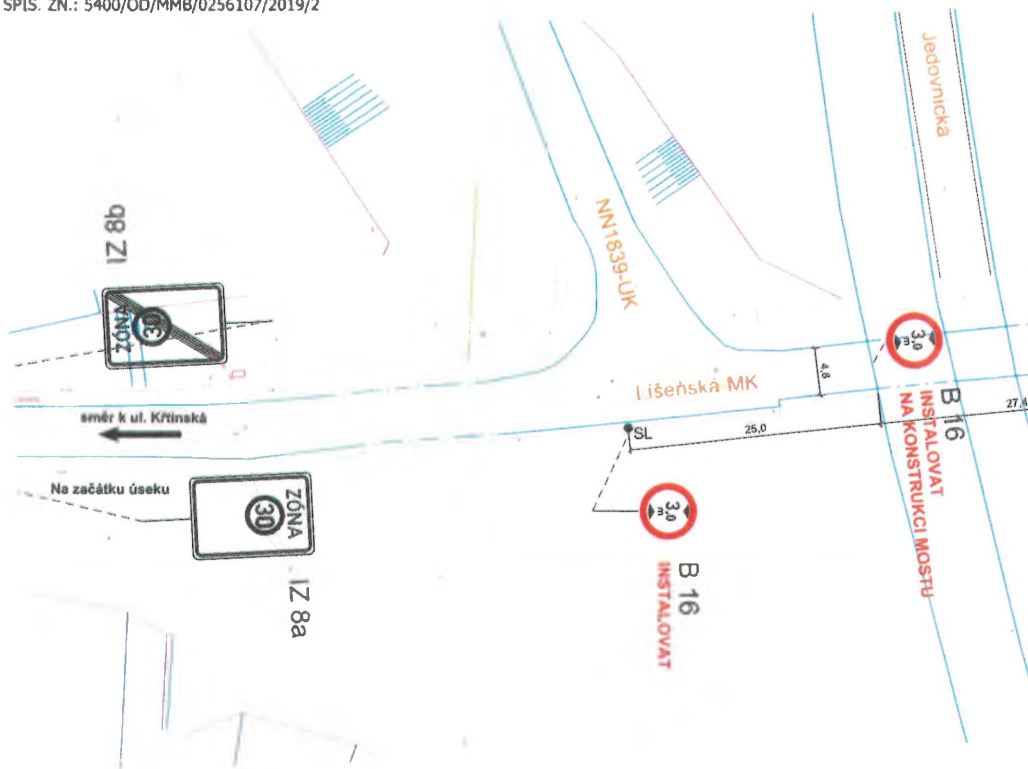 SPIS. ZN.: 5400/OD/MMB/0256107/2019/2
Jedovnická
NN1839-UK
IZ 8b
ZÓNA
30
3,0
m
B 16
INSTALOVAT
NA KONSTRUKCI MOSTU
4,8
Líšeňská MK
27,4
25,0
SL
směr k ul. Křtinská
Na začátku úseku
ZÓNA
30
IZ 8a
3,0
m
B 16
INSTALOVAT